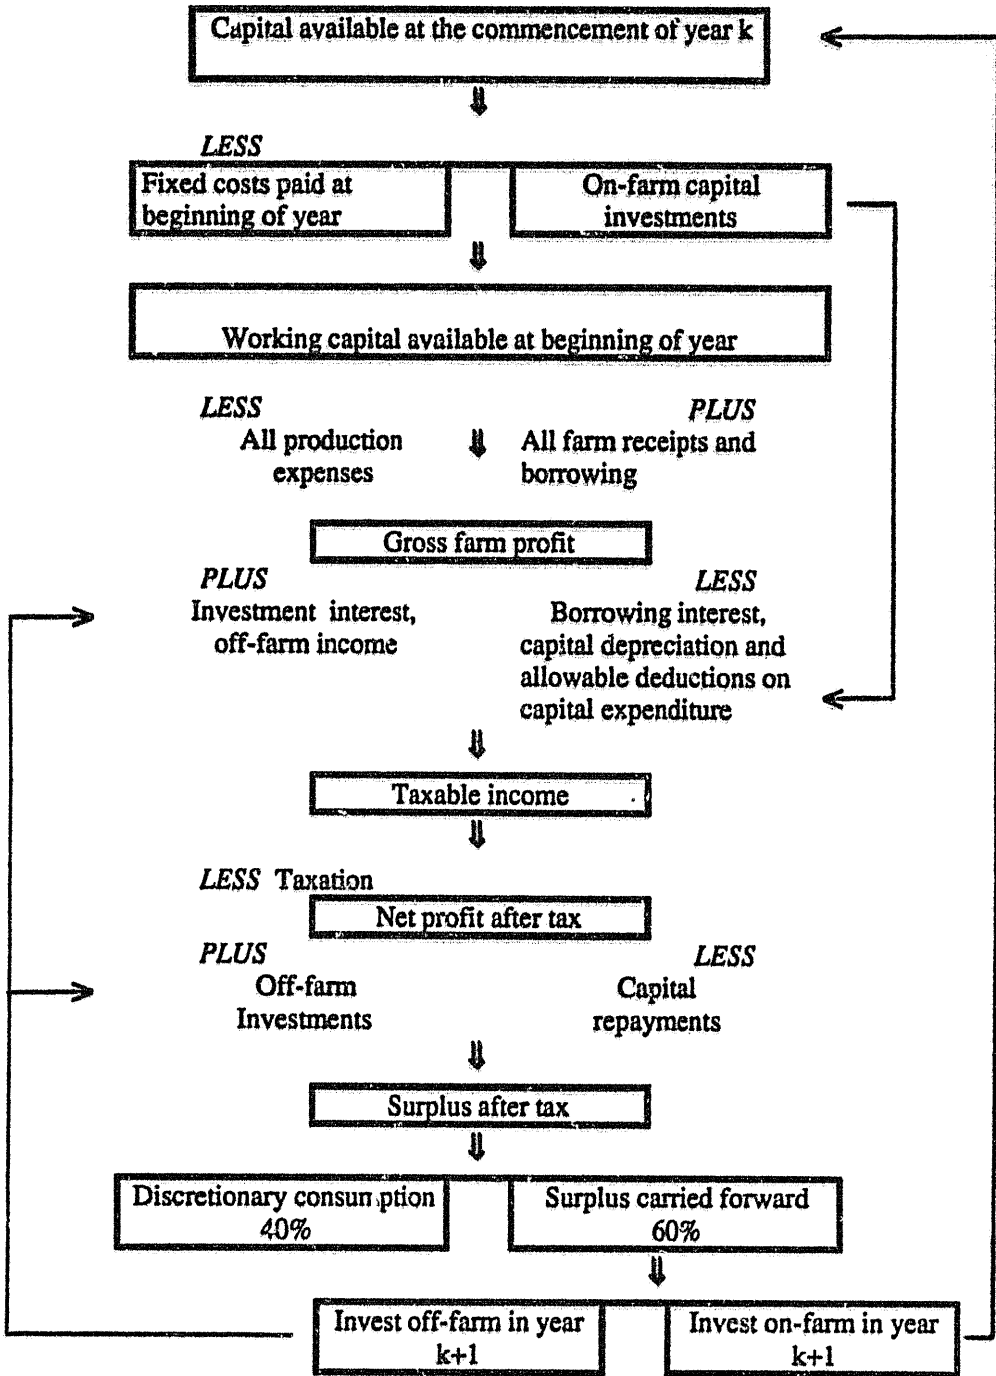 Capital available at the commencement of year k
LESS
Fixed costs paid at
beginning of year
On-farm capital
investments
Working capital available at beginning of year
LESS
All production
expenses
PLUS
All farm receipts and
borrowing
Gross farm profit
PLUS
Investment interest,
off-farm income
LESS
Borrowing interest,
capital depreciation and
allowable deductions on
capital expenditure
Taxable income
LESS Taxation
Net profit after tax
PLUS
Off-farm
Investments
LESS
Capital
repayments
Surplus after tax
Discretionary consumption
40%
Surplus carried forward
60%
Invest off-farm in year
k+1
Invest on-farm in year
k+1